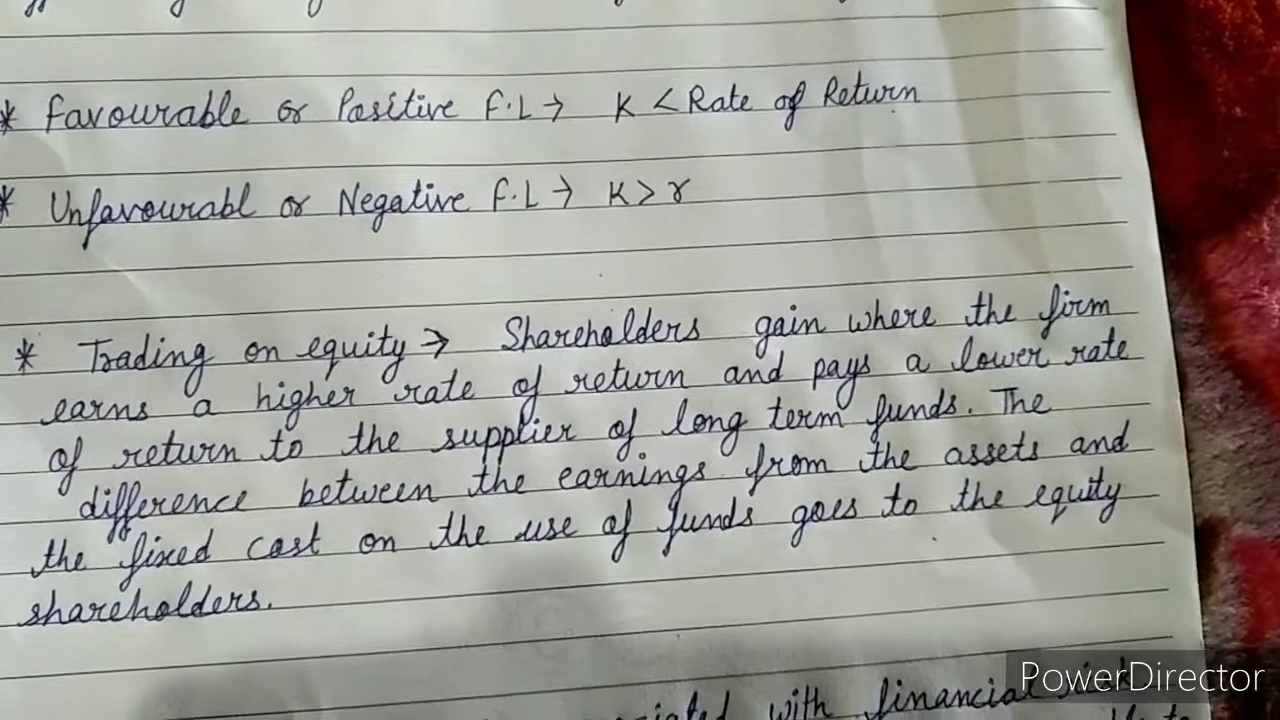 * Favourable or Positive F.L → K < Rate of Return
* Unfavourabl or Negative F.L → K > r
* Trading on equity → Shareholders gain where the firm
earns a higher rate of return and pays a lower rate
of return to the supplier of long term funds. The
difference between the earnings from the assets and
the fixed cost on the use of funds goes to the equity
shareholders.
with financial risk
PowerDirector